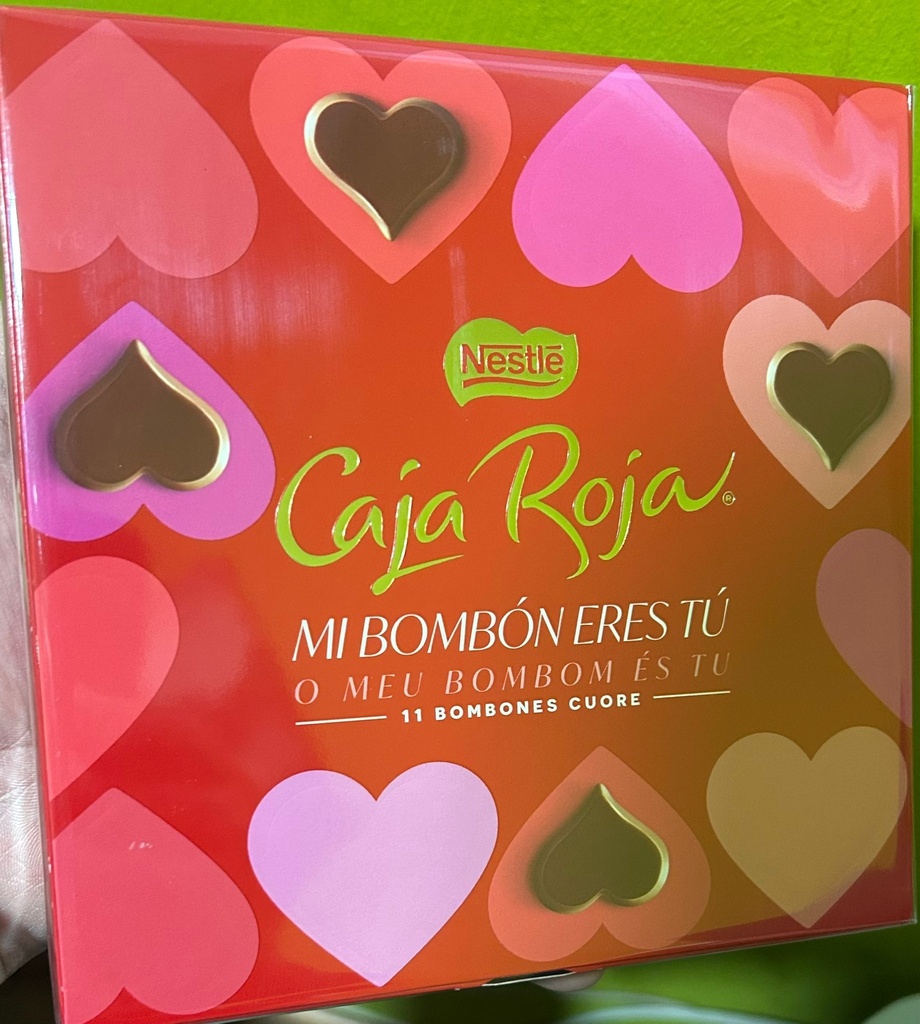 Nestlé
Caja Roja®
MI BOMBÓN ERES TÚ
O MEU BOMBOM ÉS TU
11 BOMBONES CUORE